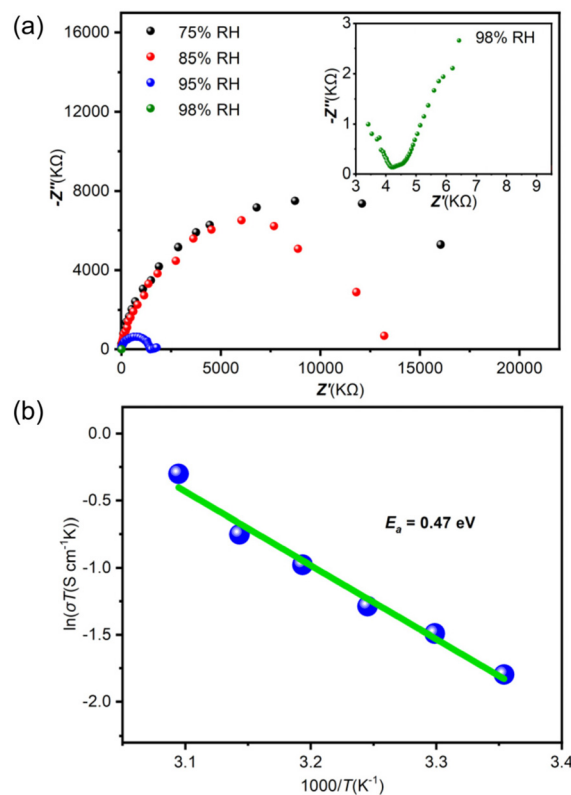 (a)
75% RH
85% RH
95% RH
98% RH
16000
12000
8000
4000
0
-Z''(KΩ)
0 5000 10000 15000 20000
Z'(KΩ)
98% RH
3
2
1
0
-Z''(KΩ)
3 4 5 6 7 8 9
Z'(KΩ)
(b)
0.0
-0.5
-1.0
-1.5
-2.0
ln(σT(S cm⁻¹K))
Eₐ = 0.47 eV
3.1 3.2 3.3 3.4
1000/T(K⁻¹)